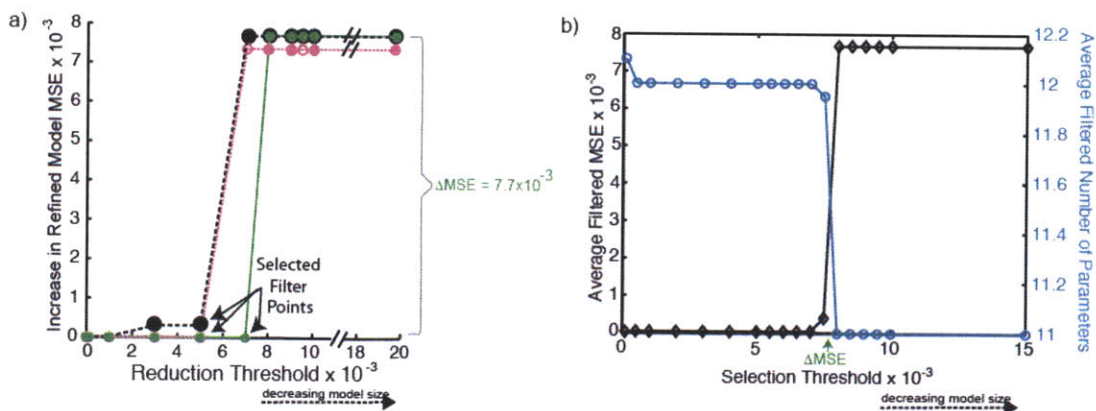 a)
Increase in Refined Model MSE x 10⁻³
8
7
6
5
4
3
2
1
0
0 2 4 6 8 10 18 20
Reduction Threshold x 10⁻³
decreasing model size
Selected
Filter
Points
ΔMSE = 7.7x10⁻³
b)
Average Filtered MSE x 10⁻³
8
7
6
5
4
3
2
1
0
0 5 10 15
ΔMSE
Selection Threshold x 10⁻³
decreasing model size
12.2
12
11.8
11.6
11.4
11.2
11
Average Filtered Number of Parameters